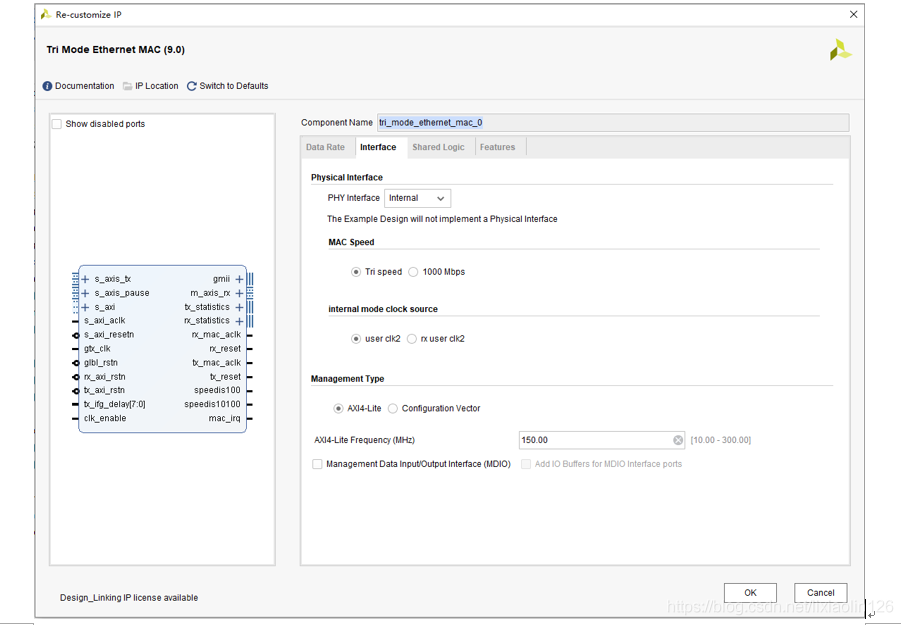 Re-customize IP
Tri Mode Ethernet MAC (9.0)
Documentation IP Location Switch to Defaults
Show disabled ports
Component Name tri_mode_ethernet_mac_0
Data Rate Interface Shared Logic Features
Physical Interface
PHY Interface Internal
The Example Design will not implement a Physical Interface
MAC Speed
Tri speed 1000 Mbps
internal mode clock source
user clk2 rx user clk2
Management Type
AXI4-Lite Configuration Vector
AXI4-Lite Frequency (MHz) 150.00 [10.00 - 300.00]
Management Data Input/Output Interface (MDIO) Add IO Buffers for MDIO Interface ports
s_axis_tx gmii
s_axis_pause m_axis_rx
s_axi tx_statistics
s_axi_aclk rx_statistics
s_axi_resetn rx_mac_aclk
gtx_clk rx_reset
glbl_rstn tx_mac_aclk
rx_axi_rstn tx_reset
tx_axi_rstn speedis100
tx_ifg_delay[7:0] speedis10100
clk_enable mac_irq
Design_Linking IP license available
OK Cancel